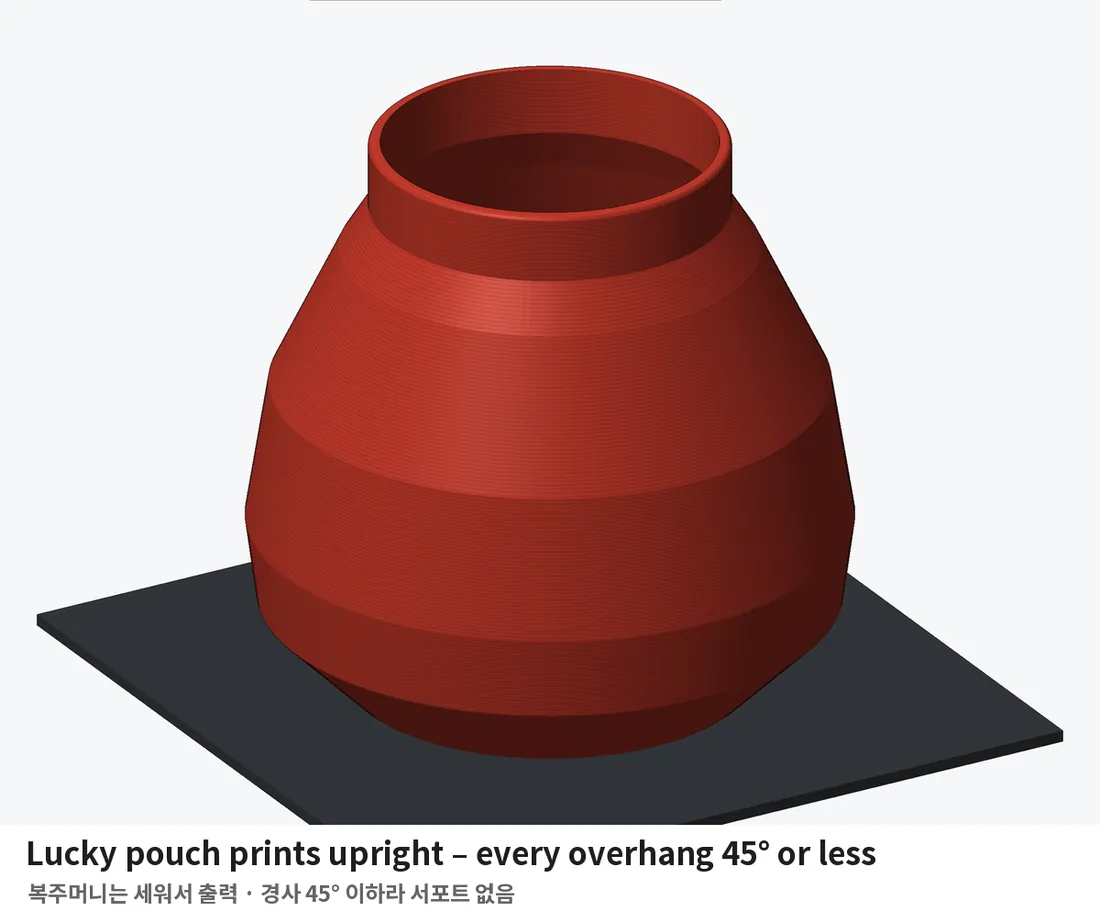 Lucky pouch prints upright – every overhang 45° or less
복주머니는 세워서 출력 · 경사 45° 이하라 서포트 없음